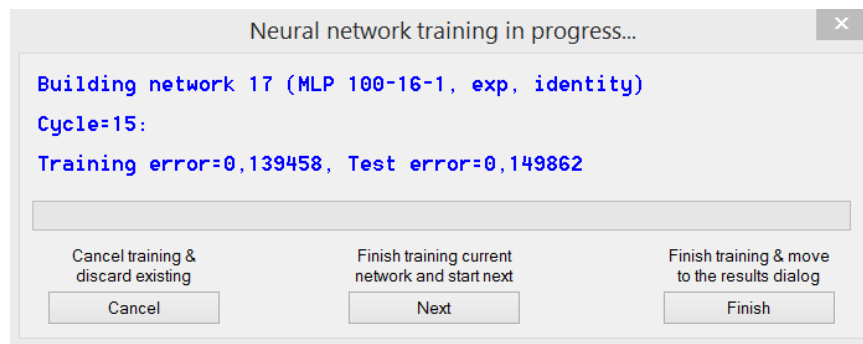 Neural network training in progress...
Building network 17 (MLP 100-16-1, exp, identity)
Cycle=15:
Training error=0,139458, Test error=0,149862
Cancel training &
discard existing
Cancel
Finish training current
network and start next
Next
Finish training & move
to the results dialog
Finish